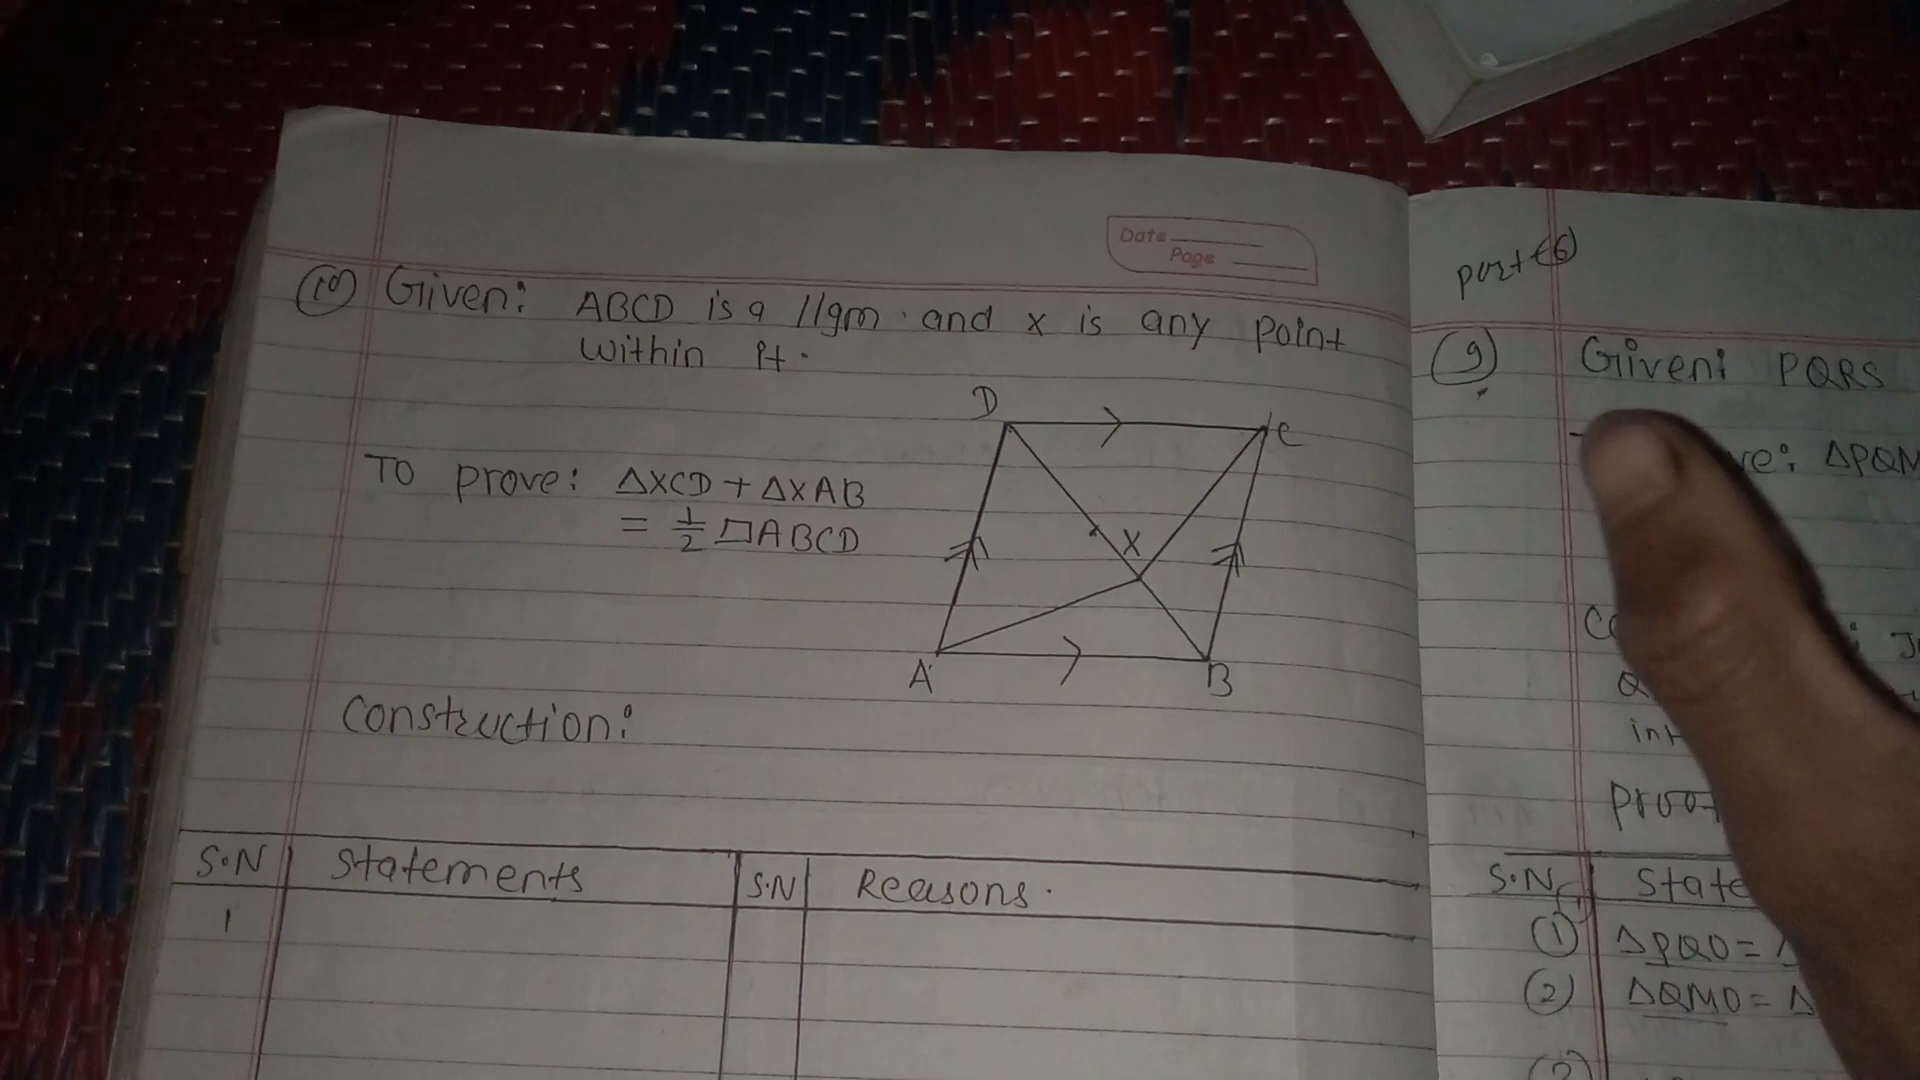 Date
Page
(10) Given: ABCD is a //gm and x is any point
within it.
D
C
To prove: ΔXCD + ΔXAB
= 1/2 ▱ABCD
X
A
B
Construction:
S.N Statements S.N Reasons.
1
part (6)
(9) Given: PQRS
ΔPQM
Proof
S.N
(1) ΔPQO =
(2) ΔQMO = Δ